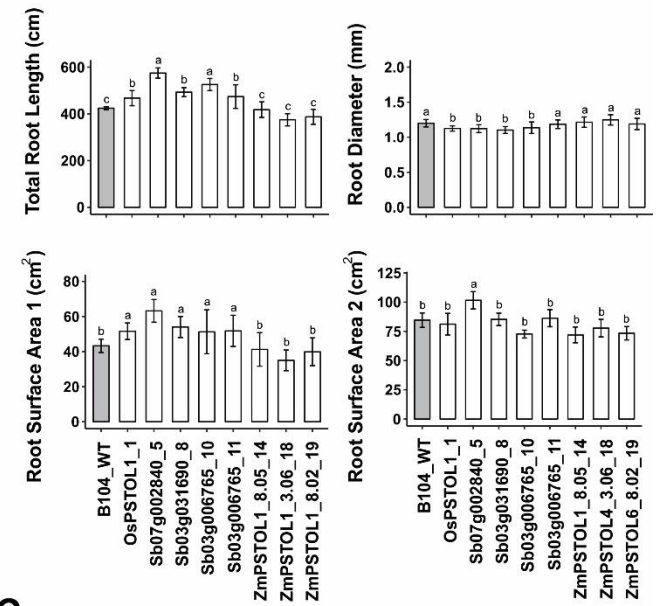 Total Root Length (cm)
600
400
200
0
c
b
a
b
a
b
c
c
c
Root Diameter (mm)
2.0
1.5
1.0
0.5
0.0
a
b
b
b
b
a
a
a
a
Root Surface Area 1 (cm²)
80
60
40
20
0
b
a
a
a
a
a
b
b
b
B104_WT
OsPSTOL1_1
Sb07g002840_5
Sb03g031690_8
Sb03g006765_10
Sb03g006765_11
ZmPSTOL1_8.05_14
ZmPSTOL1_3.06_18
ZmPSTOL1_8.02_19
Root Surface Area 2 (cm²)
125
100
75
50
25
0
b
b
a
b
b
b
b
b
b
B104_WT
OsPSTOL1_1
Sb07g002840_5
Sb03g031690_8
Sb03g006765_10
Sb03g006765_11
ZmPSTOL1_8.05_14
ZmPSTOL4_3.06_18
ZmPSTOL6_8.02_19